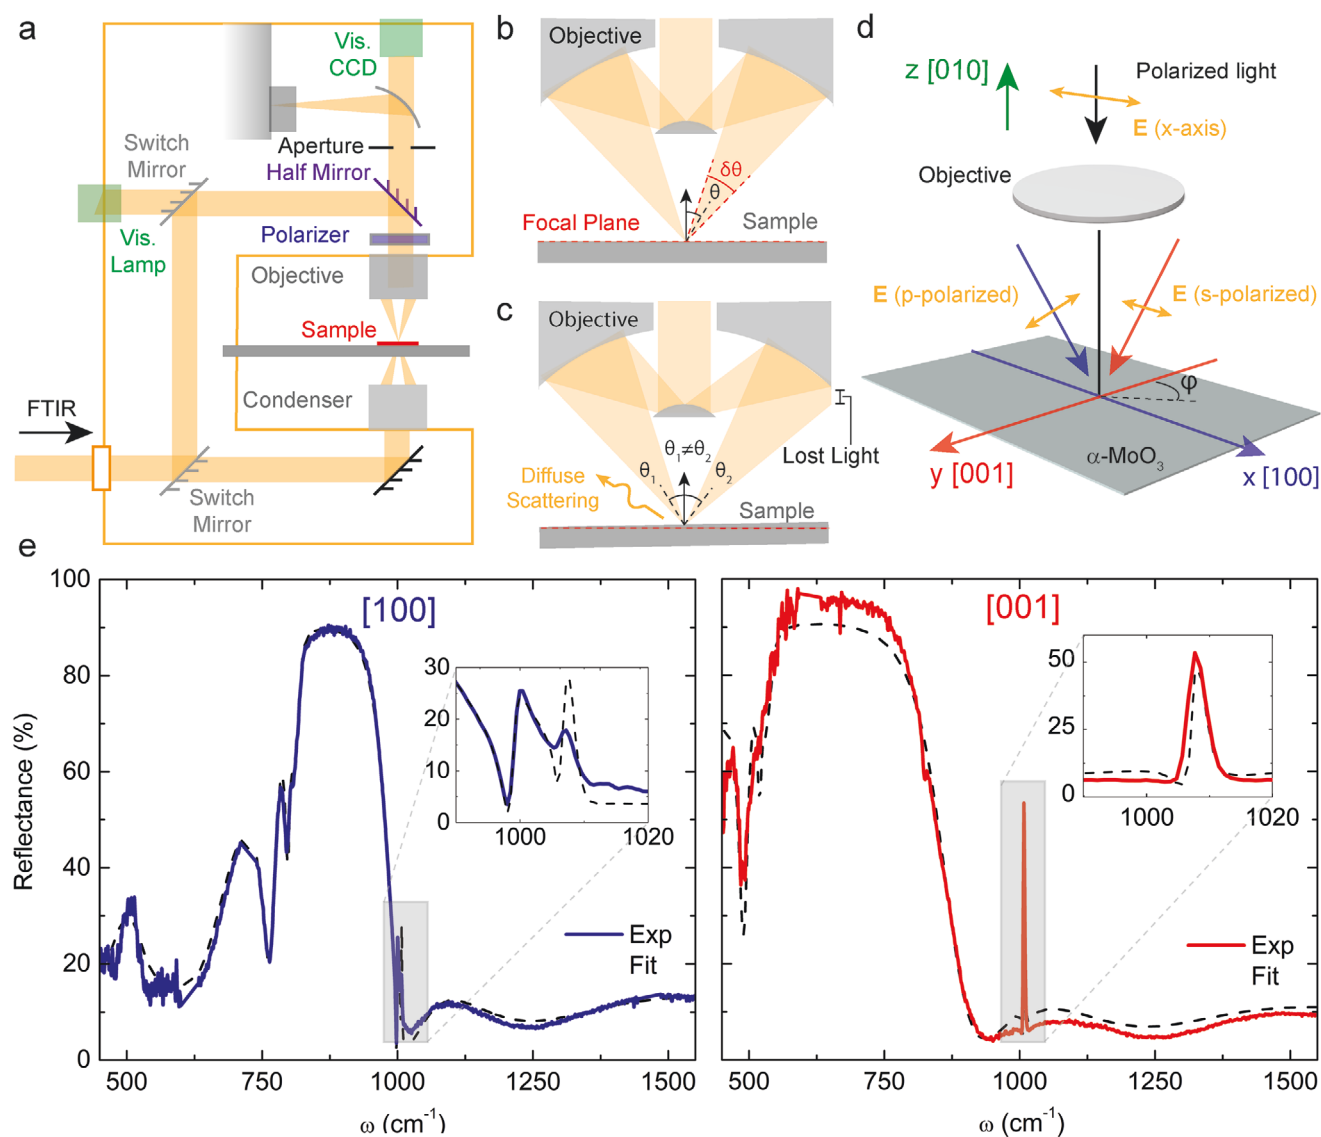 a
Vis.
CCD
Switch
Mirror
Aperture
Half Mirror
Vis.
Lamp
Polarizer
Objective
Sample
Condenser
FTIR
Switch
Mirror
b
Objective
δθ
θ
Focal Plane
Sample
c
Objective
Lost Light
θ1≠θ2
θ1
θ2
Diffuse
Scattering
Sample
d
z [010]
Polarized light
E (x-axis)
Objective
E (p-polarized)
E (s-polarized)
φ
α-MoO3
y [001]
x [100]
e
Reflectance (%)
100
80
60
40
20
0
500
750
1000
1250
1500
ω (cm-1)
[100]
30
20
10
0
1000
1020
Exp
Fit
[001]
50
25
0
1000
1020
Exp
Fit
500
750
1000
1250
1500
ω (cm-1)